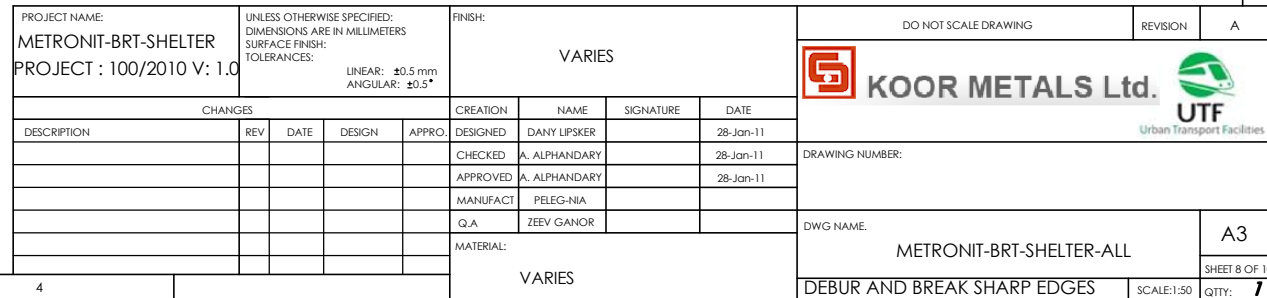 PROJECT NAME:
METRONIT-BRT-SHELTER
PROJECT : 100/2010 V: 1.0
UNLESS OTHERWISE SPECIFIED:
DIMENSIONS ARE IN MILLIMETERS
SURFACE FINISH:
TOLERANCES:
LINEAR: ±0.5 mm
ANGULAR: ±0.5°
FINISH:
VARIES
DO NOT SCALE DRAWING
REVISION
A
KOOR METALS Ltd.
UTF
Urban Transport Facilities
CHANGES
DESCRIPTION REV DATE DESIGN APPRO.
CREATION NAME SIGNATURE DATE
DESIGNED DANY LIPSKER 28-Jan-11
CHECKED A. ALPHANDARY 28-Jan-11
APPROVED A. ALPHANDARY 28-Jan-11
MANUFACT PELEG-NIA
Q.A ZEEV GANOR
MATERIAL:
VARIES
DRAWING NUMBER:
DWG NAME.
METRONIT-BRT-SHELTER-ALL
A3
SHEET 8 OF
DEBUR AND BREAK SHARP EDGES
SCALE:1:50
QTTY: 1
4